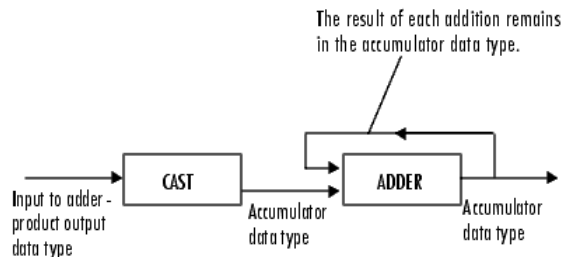 The result of each addition remains
in the accumulator data type.
CAST
ADDER
Input to adder -
product output
data type
Accumulator
data type
Accumulator
data type